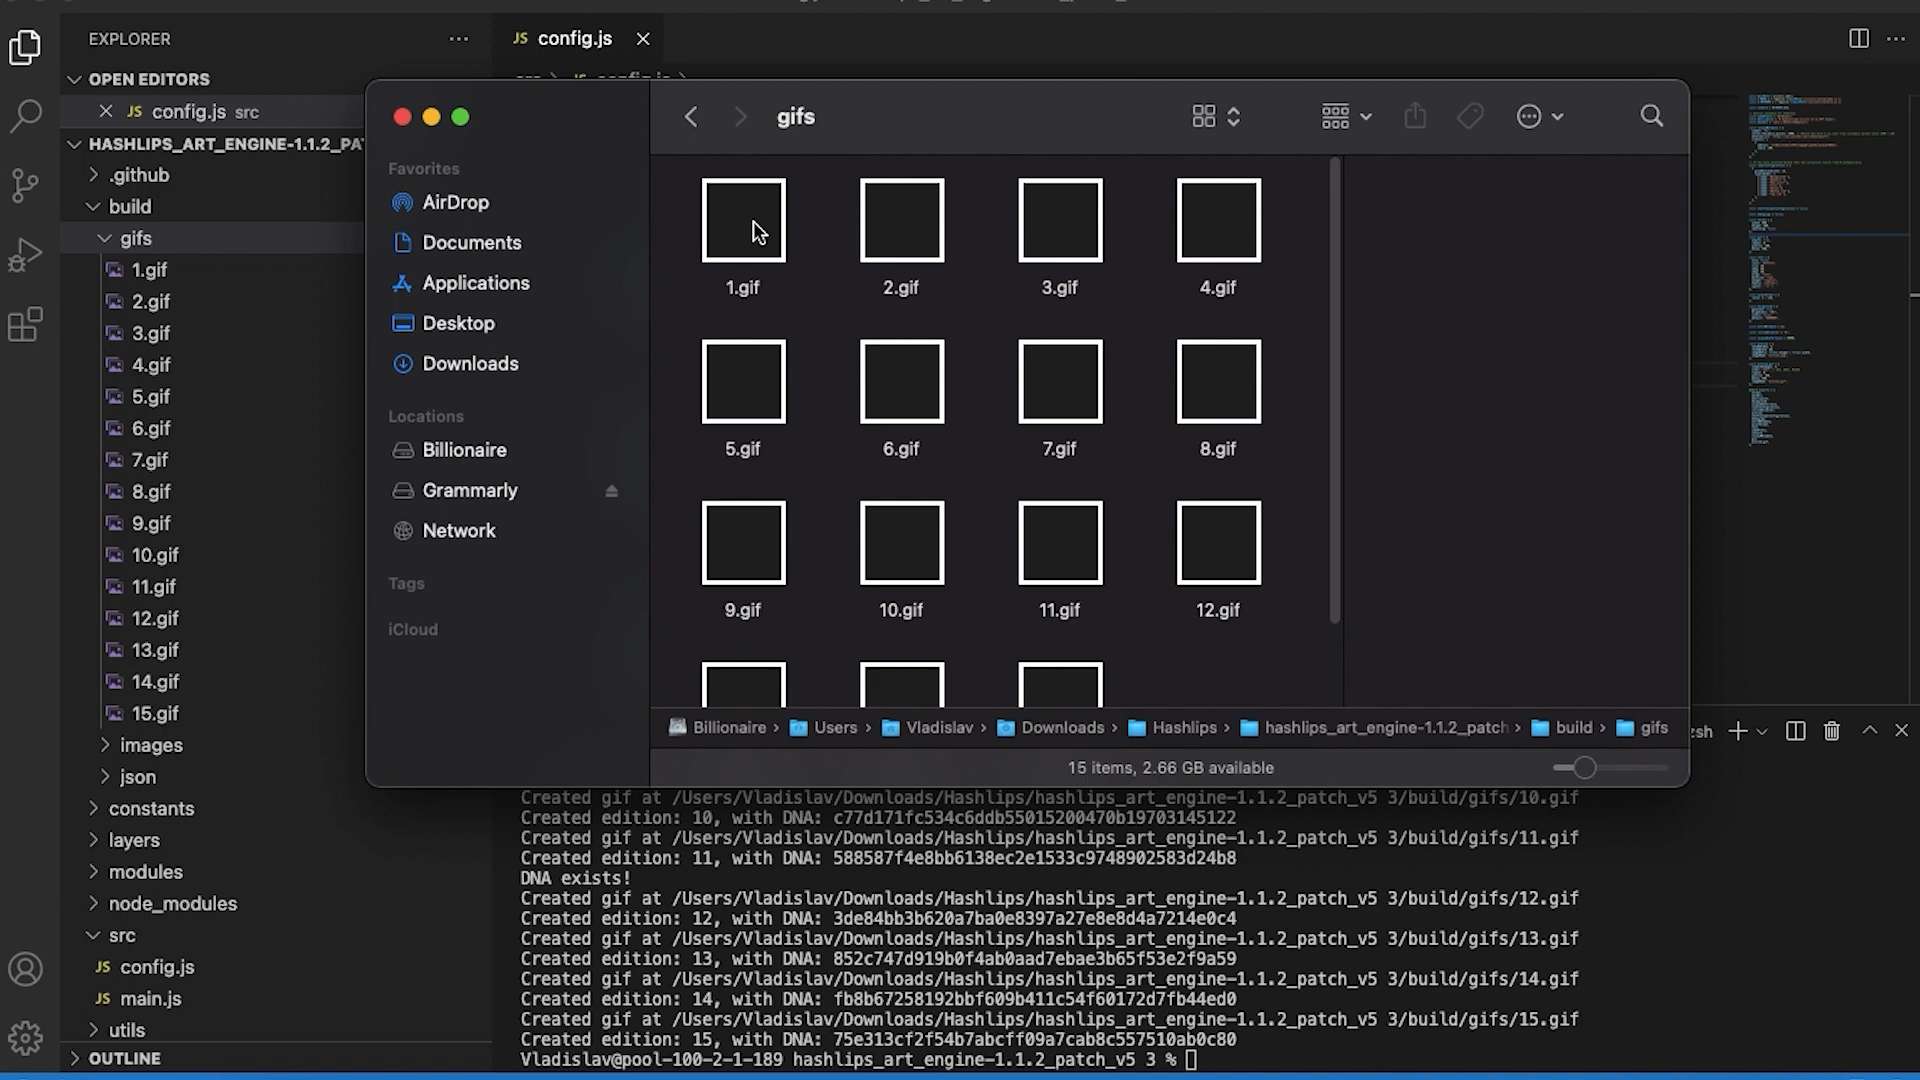 EXPLORER
JS config.js
OPEN EDITORS
JS config.js src
HASHLIPS_ART_ENGINE-1.1.2_PA
.github
build
gifs
1.gif
2.gif
3.gif
4.gif
5.gif
6.gif
7.gif
8.gif
9.gif
10.gif
11.gif
12.gif
13.gif
14.gif
15.gif
images
json
constants
layers
modules
node_modules
src
JS config.js
JS main.js
utils
OUTLINE
Favorites
AirDrop
Documents
Applications
Desktop
Downloads
Locations
Billionaire
Grammarly
Network
Tags
iCloud
gifs
1.gif 2.gif 3.gif 4.gif
5.gif 6.gif 7.gif 8.gif
9.gif 10.gif 11.gif 12.gif
Billionaire › Users › Vladislav › Downloads › Hashlips › hashlips_art_engine-1.1.2_patch › build › gifs
15 items, 2.66 GB available
Created gif at /Users/Vladislav/Downloads/Hashlips/hashlips_art_engine-1.1.2_patch_v5 3/build/gifs/10.gif
Created edition: 10, with DNA: c77d171fc534c6ddb55015200470b19703145122
Created gif at /Users/Vladislav/Downloads/Hashlips/hashlips_art_engine-1.1.2_patch_v5 3/build/gifs/11.gif
Created edition: 11, with DNA: 588587f4e8bb6138ec2e1533c9748902583d24b8
DNA exists!
Created gif at /Users/Vladislav/Downloads/Hashlips/hashlips_art_engine-1.1.2_patch_v5 3/build/gifs/12.gif
Created edition: 12, with DNA: 3de84bb3b620a7ba0e8397a27e8e8d4a7214e0c4
Created gif at /Users/Vladislav/Downloads/Hashlips/hashlips_art_engine-1.1.2_patch_v5 3/build/gifs/13.gif
Created edition: 13, with DNA: 852c747d919b0f4ab0aad7ebae3b65f53e2f9a59
Created gif at /Users/Vladislav/Downloads/Hashlips/hashlips_art_engine-1.1.2_patch_v5 3/build/gifs/14.gif
Created edition: 14, with DNA: fb8b67258192bbf609b411c54f60172d7fb44ed0
Created gif at /Users/Vladislav/Downloads/Hashlips/hashlips_art_engine-1.1.2_patch_v5 3/build/gifs/15.gif
Created edition: 15, with DNA: 75e313cf2f54b7abcff09a7cab8c557510ab0c80
Vladislav@pool-100-2-1-189 hashlips_art_engine-1.1.2_patch_v5 3 %